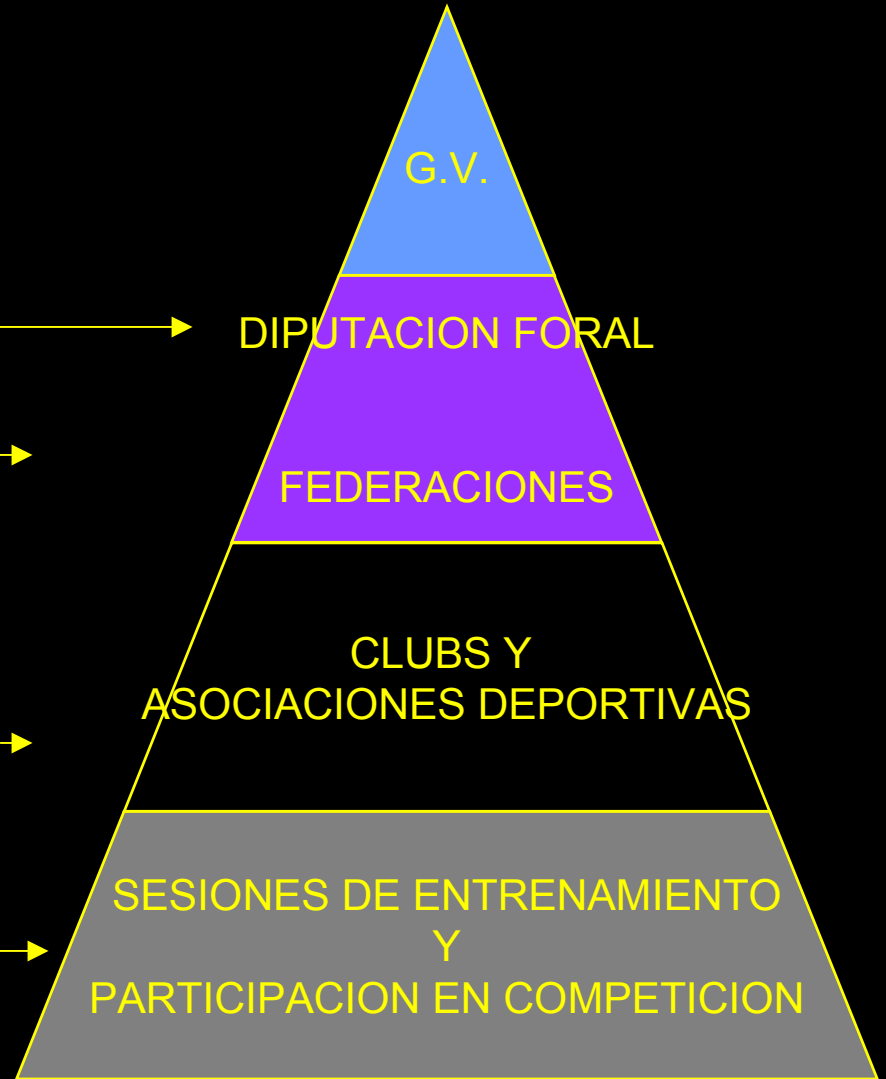 G.V.
DIPUTACION FORAL
FEDERACIONES
CLUBS Y
ASOCIACIONES DEPORTIVAS
SESIONES DE ENTRENAMIENTO
Y
PARTICIPACION EN COMPETICION